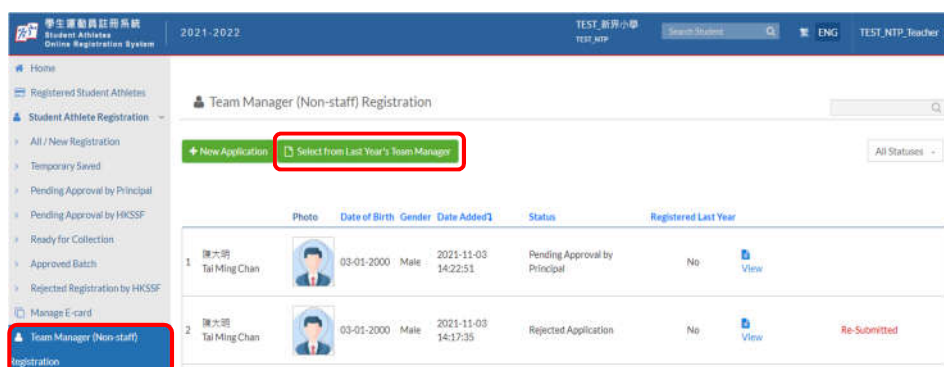 學生運動員註冊系統
Student Athletes
Online Registration System
2021-2022
TEST_新界小學
TEST_NTP
Search Student
繁 ENG
TEST_NTP_Teacher
Home
Registered Student Athletes
Student Athlete Registration
All / New Registration
Temporary Saved
Pending Approval by Principal
Pending Approval by HKSSF
Ready for Collection
Approved Batch
Rejected Registration by HKSSF
Manage E-card
Team Manager (Non-staff)
Registration
Team Manager (Non-staff) Registration
+ New Application
Select from Last Year's Team Manager
All Statuses
Photo Date of Birth Gender Date Added Status Registered Last Year
1 陳大明
Tai Ming Chan
03-01-2000 Male
2021-11-03
14:22:51
Pending Approval by
Principal
No
View
2 陳大明
Tai Ming Chan
03-01-2000 Male
2021-11-03
14:17:35
Rejected Application
No
View
Re-Submitted